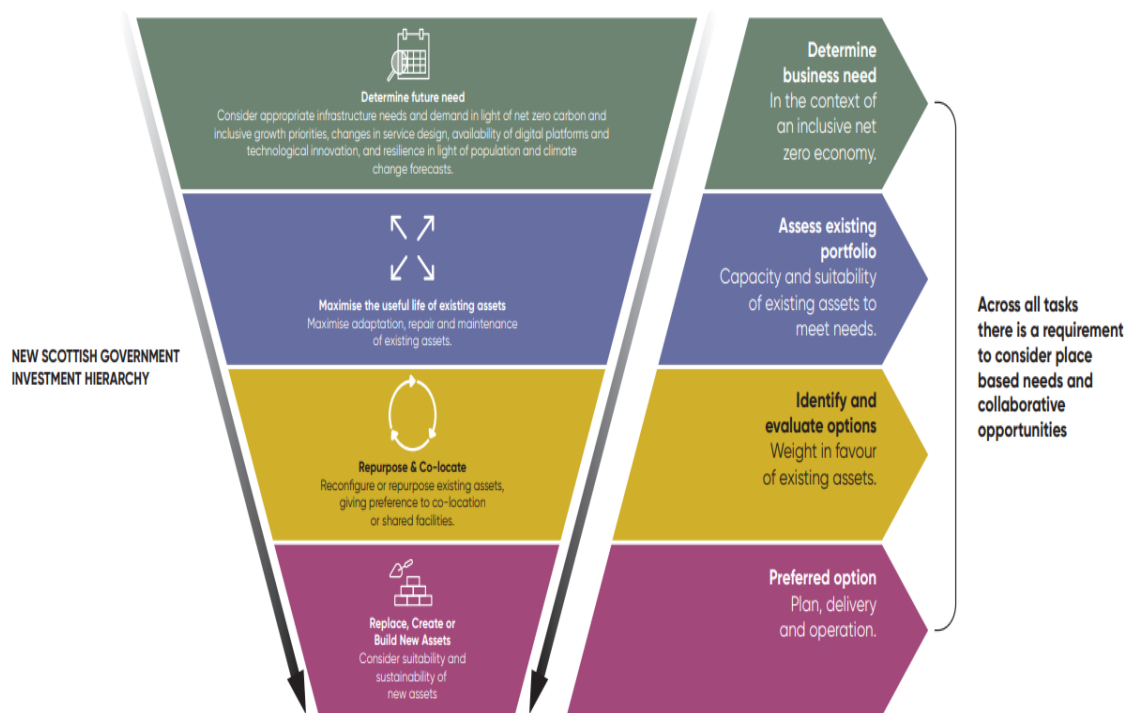 NEW SCOTTISH GOVERNMENT
INVESTMENT HIERARCHY
Determine future need
Consider appropriate infrastructure needs and demand in light of net zero carbon and
inclusive growth priorities, changes in service design, availability of digital platforms and
technological innovation, and resilience in light of population and climate
change forecasts.
Maximise the useful life of existing assets
Maximise adaptation, repair and maintenance
of existing assets.
Repurpose & Co-locate
Reconfigure or repurpose existing assets,
giving preference to co-location
or shared facilities.
Replace, Create or
Build New Assets
Consider suitability and
sustainability of
new assets
Determine
business need
In the context of
an inclusive net
zero economy.
Assess existing
portfolio
Capacity and suitability
of existing assets to
meet needs.
Identify and
evaluate options
Weight in favour
of existing assets.
Preferred option
Plan, delivery
and operation.
Across all tasks
there is a requirement
to consider place
based needs and
collaborative
opportunities